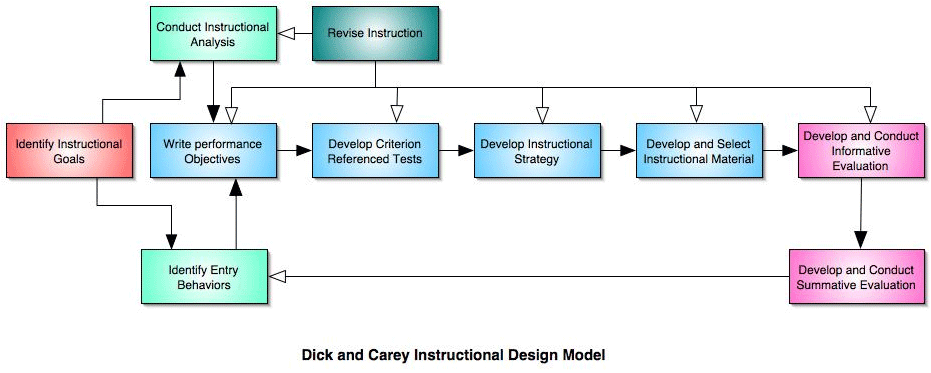 Conduct Instructional
Analysis
Revise Instruction
Identify Instructional
Goals
Write performance
Objectives
Develop Criterion
Referenced Tests
Develop Instructional
Strategy
Develop and Select
Instructional Material
Develop and Conduct
Informative
Evaluation
Identify Entry
Behaviors
Develop and Conduct
Summative Evaluation
Dick and Carey Instructional Design Model